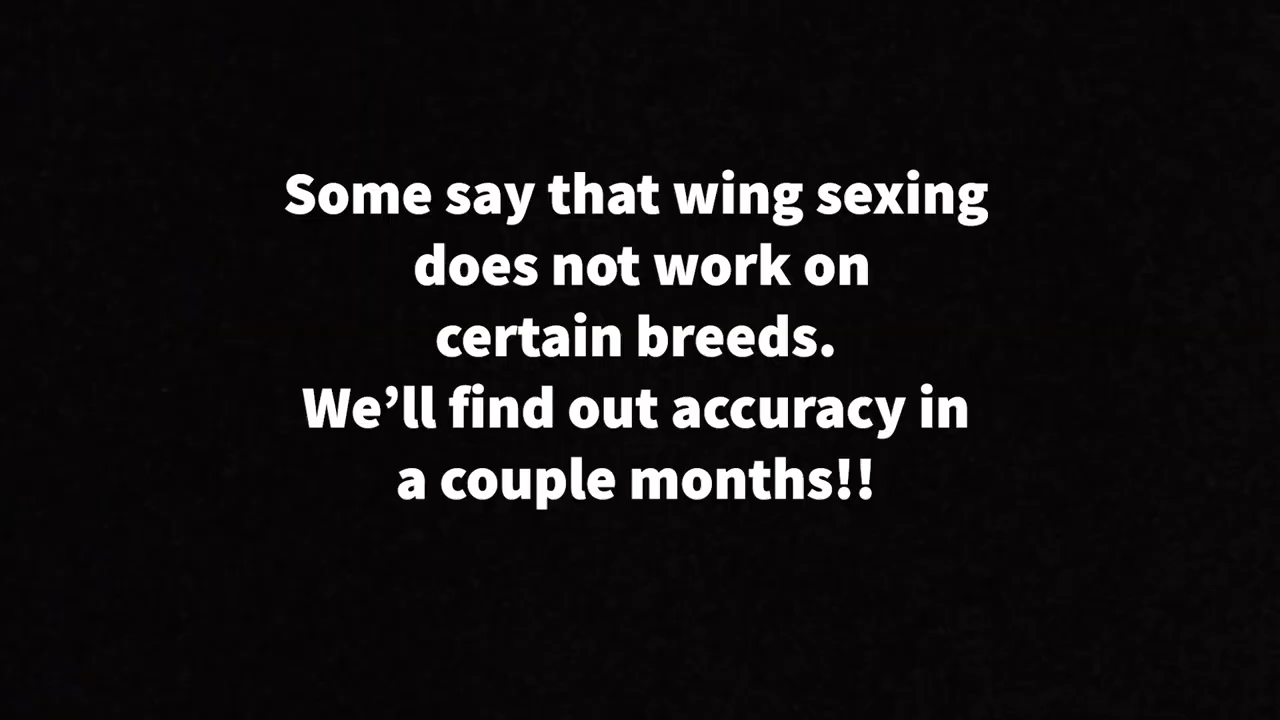 Some say that wing sexing
does not work on
certain breeds.
We’ll find out accuracy in
a couple months!!